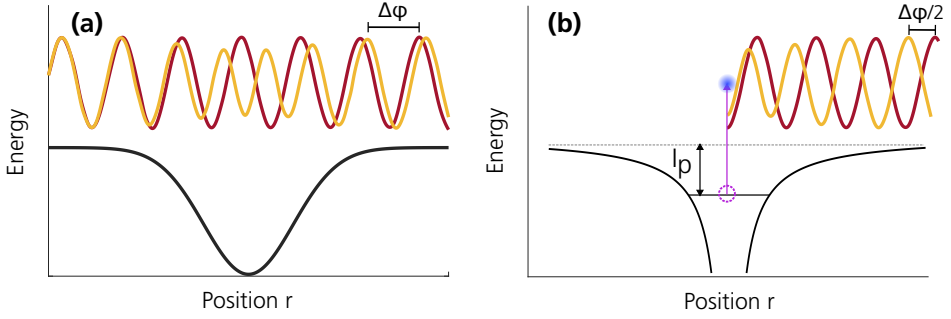 (a)
Δφ
Energy
Position r
(b)
Δφ/2
Energy
Ip
Position r